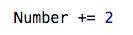 Number += 2